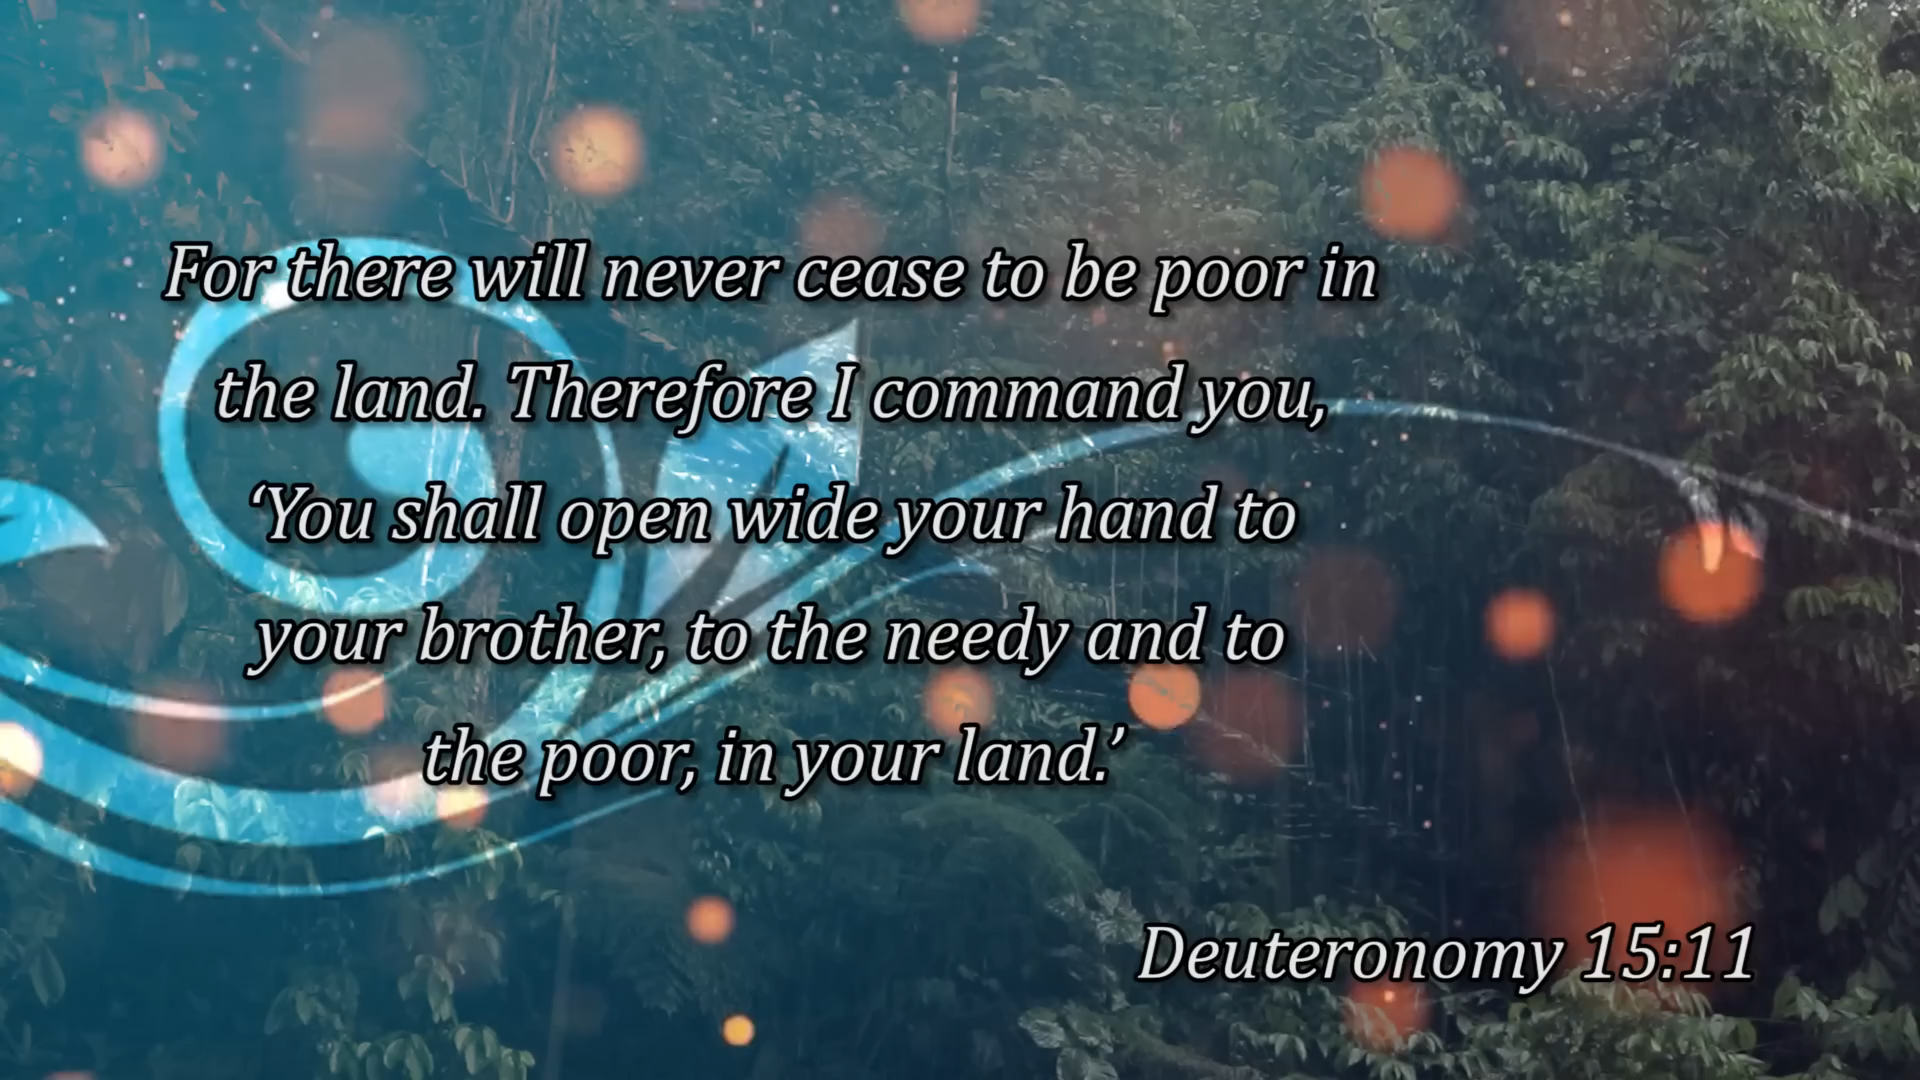 For there will never cease to be poor in
the land. Therefore I command you,
‘You shall open wide your hand to
your brother, to the needy and to
the poor, in your land.’
Deuteronomy 15:11